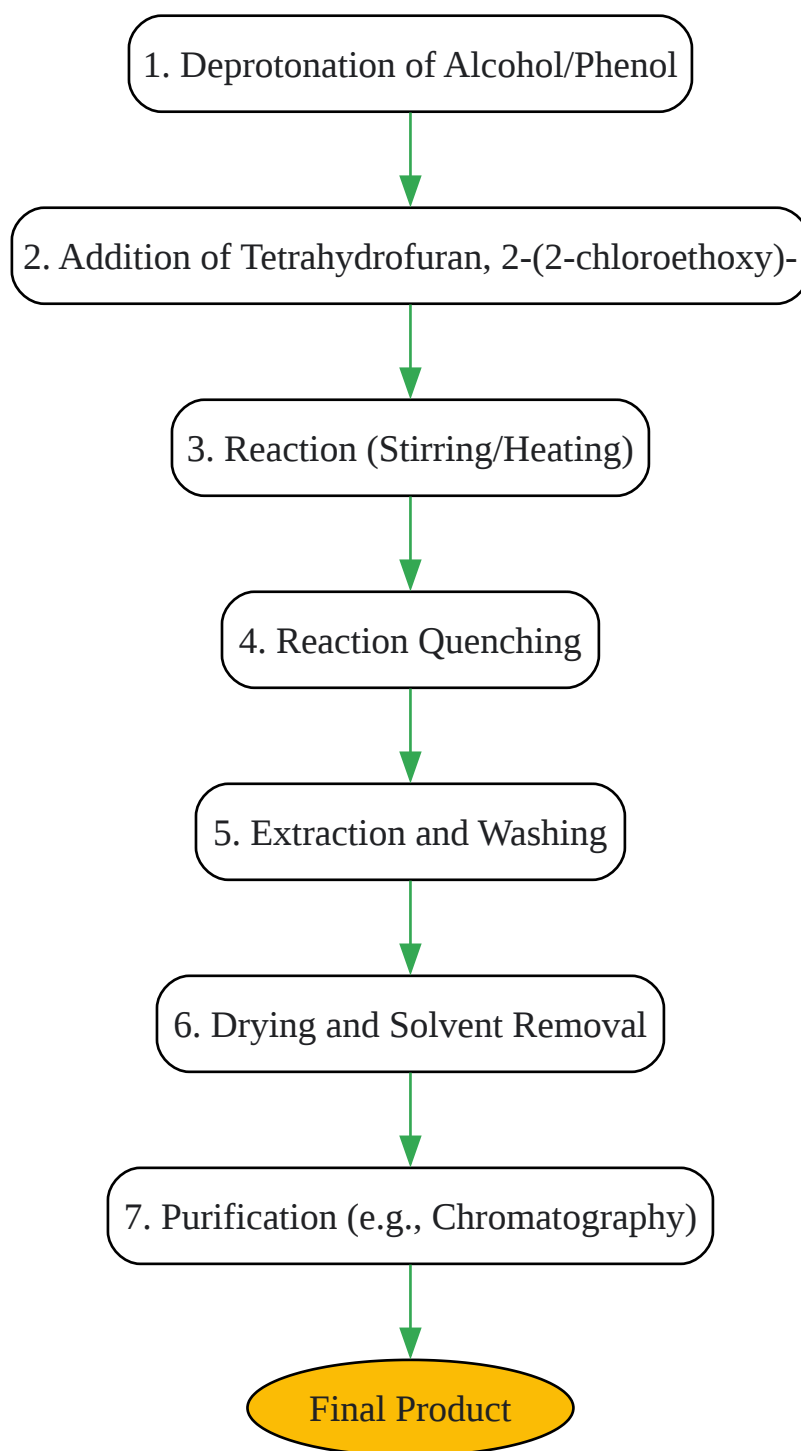 1. Deprotonation of Alcohol/Phenol
2. Addition of Tetrahydrofuran, 2-(2-chloroethoxy)-
3. Reaction (Stirring/Heating)
4. Reaction Quenching
5. Extraction and Washing
6. Drying and Solvent Removal
7. Purification (e.g., Chromatography)
Final Product